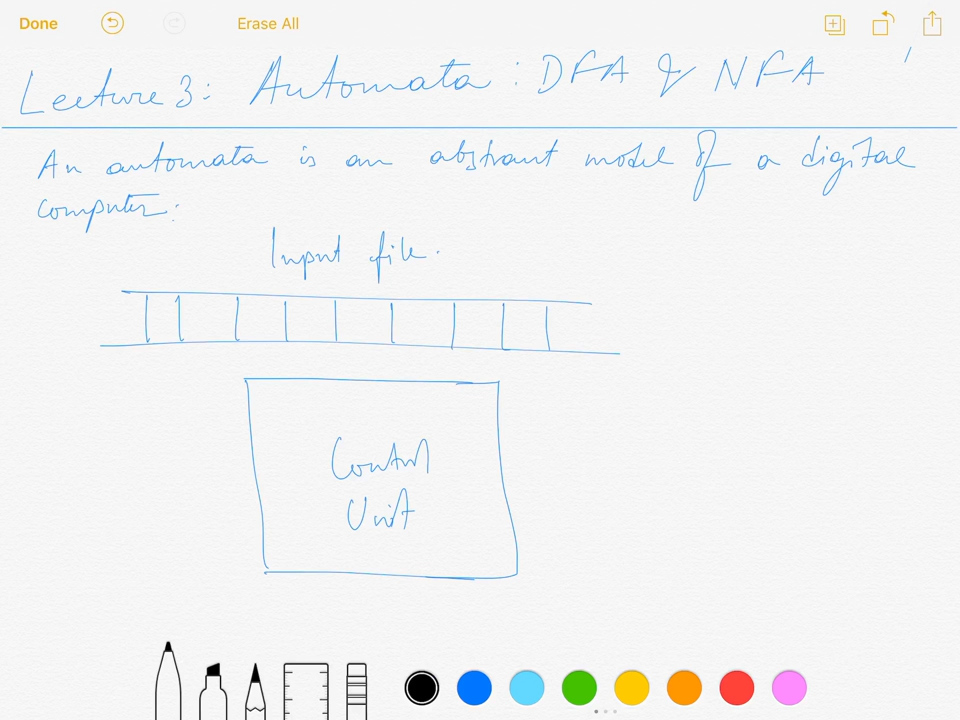 Done
Erase All
Lecture 3: Automata: DFA & NFA
An automata is an abstract model of a digital
computer:
Input file.
Control
Unit